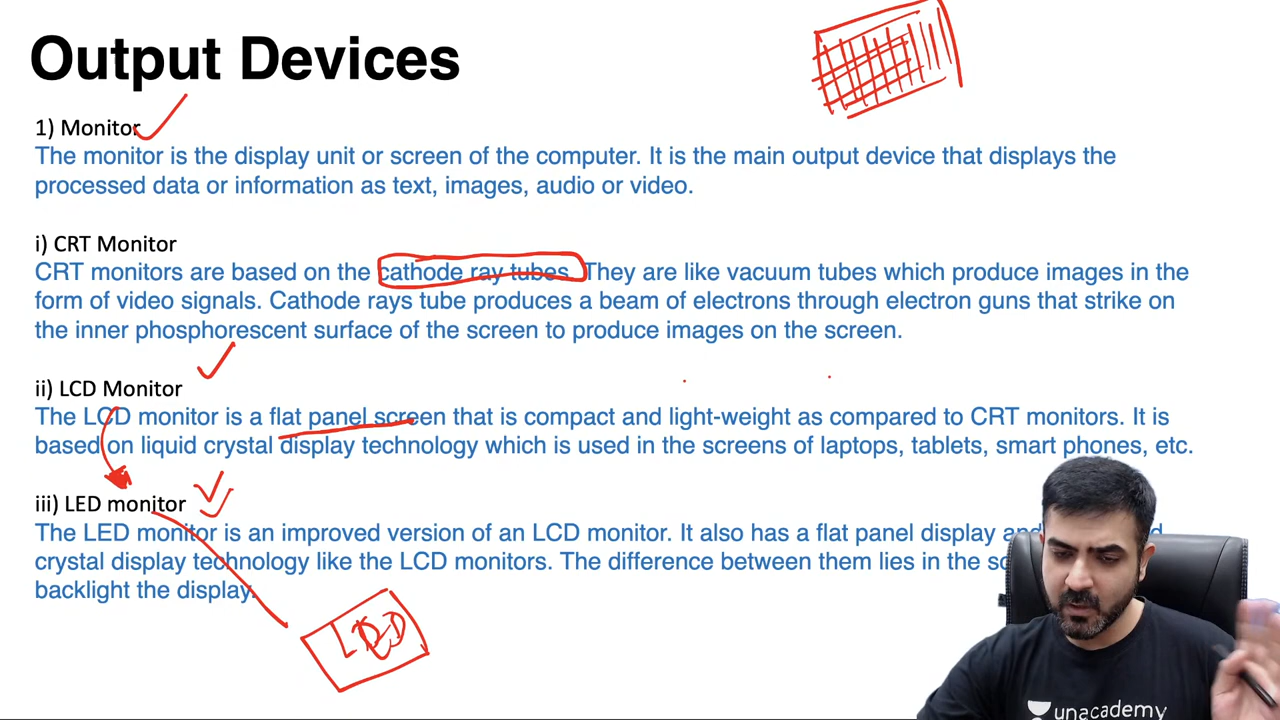 Output Devices
1) Monitor
The monitor is the display unit or screen of the computer. It is the main output device that displays the
processed data or information as text, images, audio or video.
i) CRT Monitor
CRT monitors are based on the cathode ray tubes. They are like vacuum tubes which produce images in the
form of video signals. Cathode rays tube produces a beam of electrons through electron guns that strike on
the inner phosphorescent surface of the screen to produce images on the screen.
ii) LCD Monitor
The LCD monitor is a flat panel screen that is compact and light-weight as compared to CRT monitors. It is
based on liquid crystal display technology which is used in the screens of laptops, tablets, smart phones, etc.
iii) LED monitor
The LED monitor is an improved version of an LCD monitor. It also has a flat panel display
crystal display technology like the LCD monitors. The difference between them lies in the
backlight the display.
unacademy